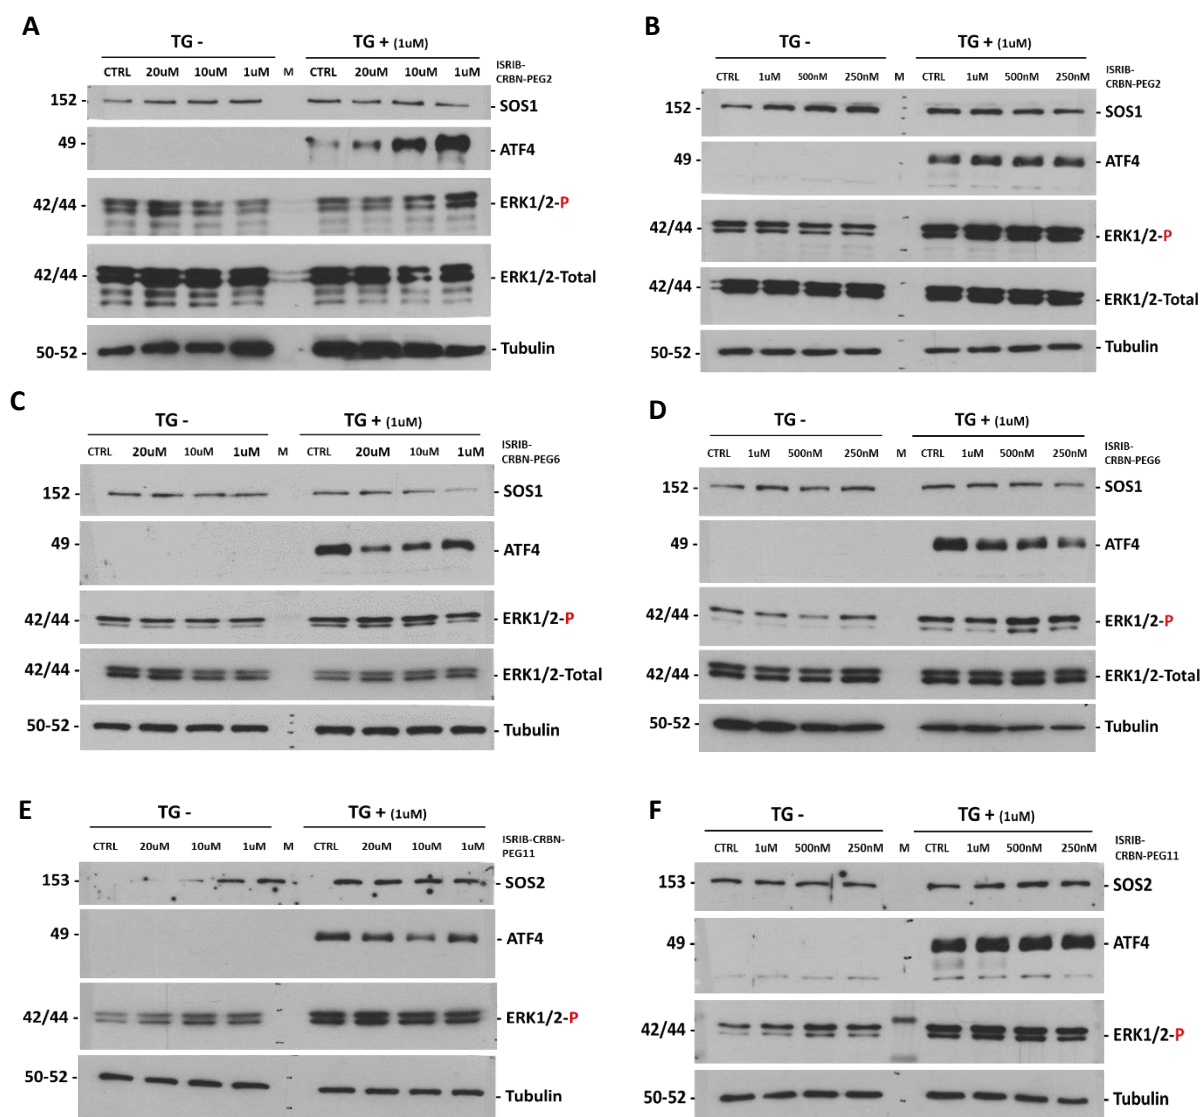 A
TG -
TG + (1uM)
CTRL 20uM 10uM 1uM M CTRL 20uM 10uM 1uM
ISRIB-
CRBN-PEG2
152 - - SOS1
49 - - ATF4
42/44 - - ERK1/2-P
42/44 - - ERK1/2-Total
50-52 - - Tubulin
B
TG -
TG + (1uM)
CTRL 1uM 500nM 250nM M CTRL 1uM 500nM 250nM
ISRIB-
CRBN-PEG2
152 - - SOS1
49 - - ATF4
42/44 - - ERK1/2-P
42/44 - - ERK1/2-Total
50-52 - - Tubulin
C
TG -
TG + (1uM)
CTRL 20uM 10uM 1uM M CTRL 20uM 10uM 1uM
ISRIB-
CRBN-PEG6
152 - - SOS1
49 - - ATF4
42/44 - - ERK1/2-P
42/44 - - ERK1/2-Total
50-52 - - Tubulin
D
TG -
TG + (1uM)
CTRL 1uM 500nM 250nM M CTRL 1uM 500nM 250nM
ISRIB-
CRBN-PEG6
152 - - SOS1
49 - - ATF4
42/44 - - ERK1/2-P
42/44 - - ERK1/2-Total
50-52 - - Tubulin
E
TG -
TG + (1uM)
CTRL 20uM 10uM 1uM M CTRL 20uM 10uM 1uM
ISRIB-CRBN-
PEG11
153 - - SOS2
49 - - ATF4
42/44 - - ERK1/2-P
50-52 - - Tubulin
F
TG -
TG + (1uM)
CTRL 1uM 500nM 250nM M CTRL 1uM 500nM 250nM
ISRIB-
CRBN-PEG11
153 - - SOS2
49 - - ATF4
42/44 - - ERK1/2-P
50-52 - - Tubulin